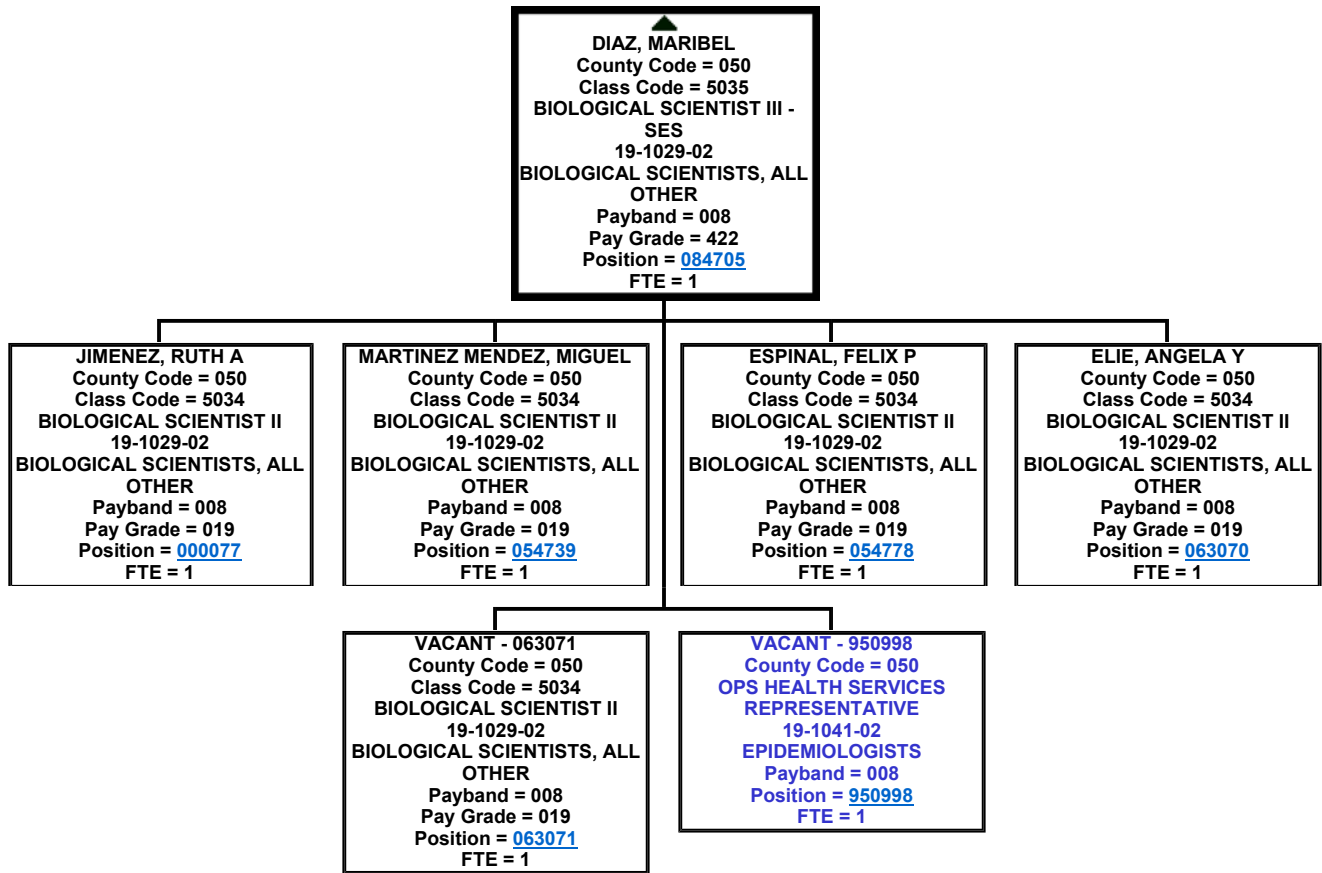 DIAZ, MARIBEL
County Code = 050
Class Code = 5035
BIOLOGICAL SCIENTIST III -
SES
19-1029-02
BIOLOGICAL SCIENTISTS, ALL
OTHER
Payband = 008
Pay Grade = 422
Position = 084705
FTE = 1
JIMENEZ, RUTH A
County Code = 050
Class Code = 5034
BIOLOGICAL SCIENTIST II
19-1029-02
BIOLOGICAL SCIENTISTS, ALL
OTHER
Payband = 008
Pay Grade = 019
Position = 000077
FTE = 1
MARTINEZ MENDEZ, MIGUEL
County Code = 050
Class Code = 5034
BIOLOGICAL SCIENTIST II
19-1029-02
BIOLOGICAL SCIENTISTS, ALL
OTHER
Payband = 008
Pay Grade = 019
Position = 054739
FTE = 1
ESPINAL, FELIX P
County Code = 050
Class Code = 5034
BIOLOGICAL SCIENTIST II
19-1029-02
BIOLOGICAL SCIENTISTS, ALL
OTHER
Payband = 008
Pay Grade = 019
Position = 054778
FTE = 1
ELIE, ANGELA Y
County Code = 050
Class Code = 5034
BIOLOGICAL SCIENTIST II
19-1029-02
BIOLOGICAL SCIENTISTS, ALL
OTHER
Payband = 008
Pay Grade = 019
Position = 063070
FTE = 1
VACANT - 063071
County Code = 050
Class Code = 5034
BIOLOGICAL SCIENTIST II
19-1029-02
BIOLOGICAL SCIENTISTS, ALL
OTHER
Payband = 008
Pay Grade = 019
Position = 063071
FTE = 1
VACANT - 950998
County Code = 050
OPS HEALTH SERVICES
REPRESENTATIVE
19-1041-02
EPIDEMIOLOGISTS
Payband = 008
Position = 950998
FTE = 1